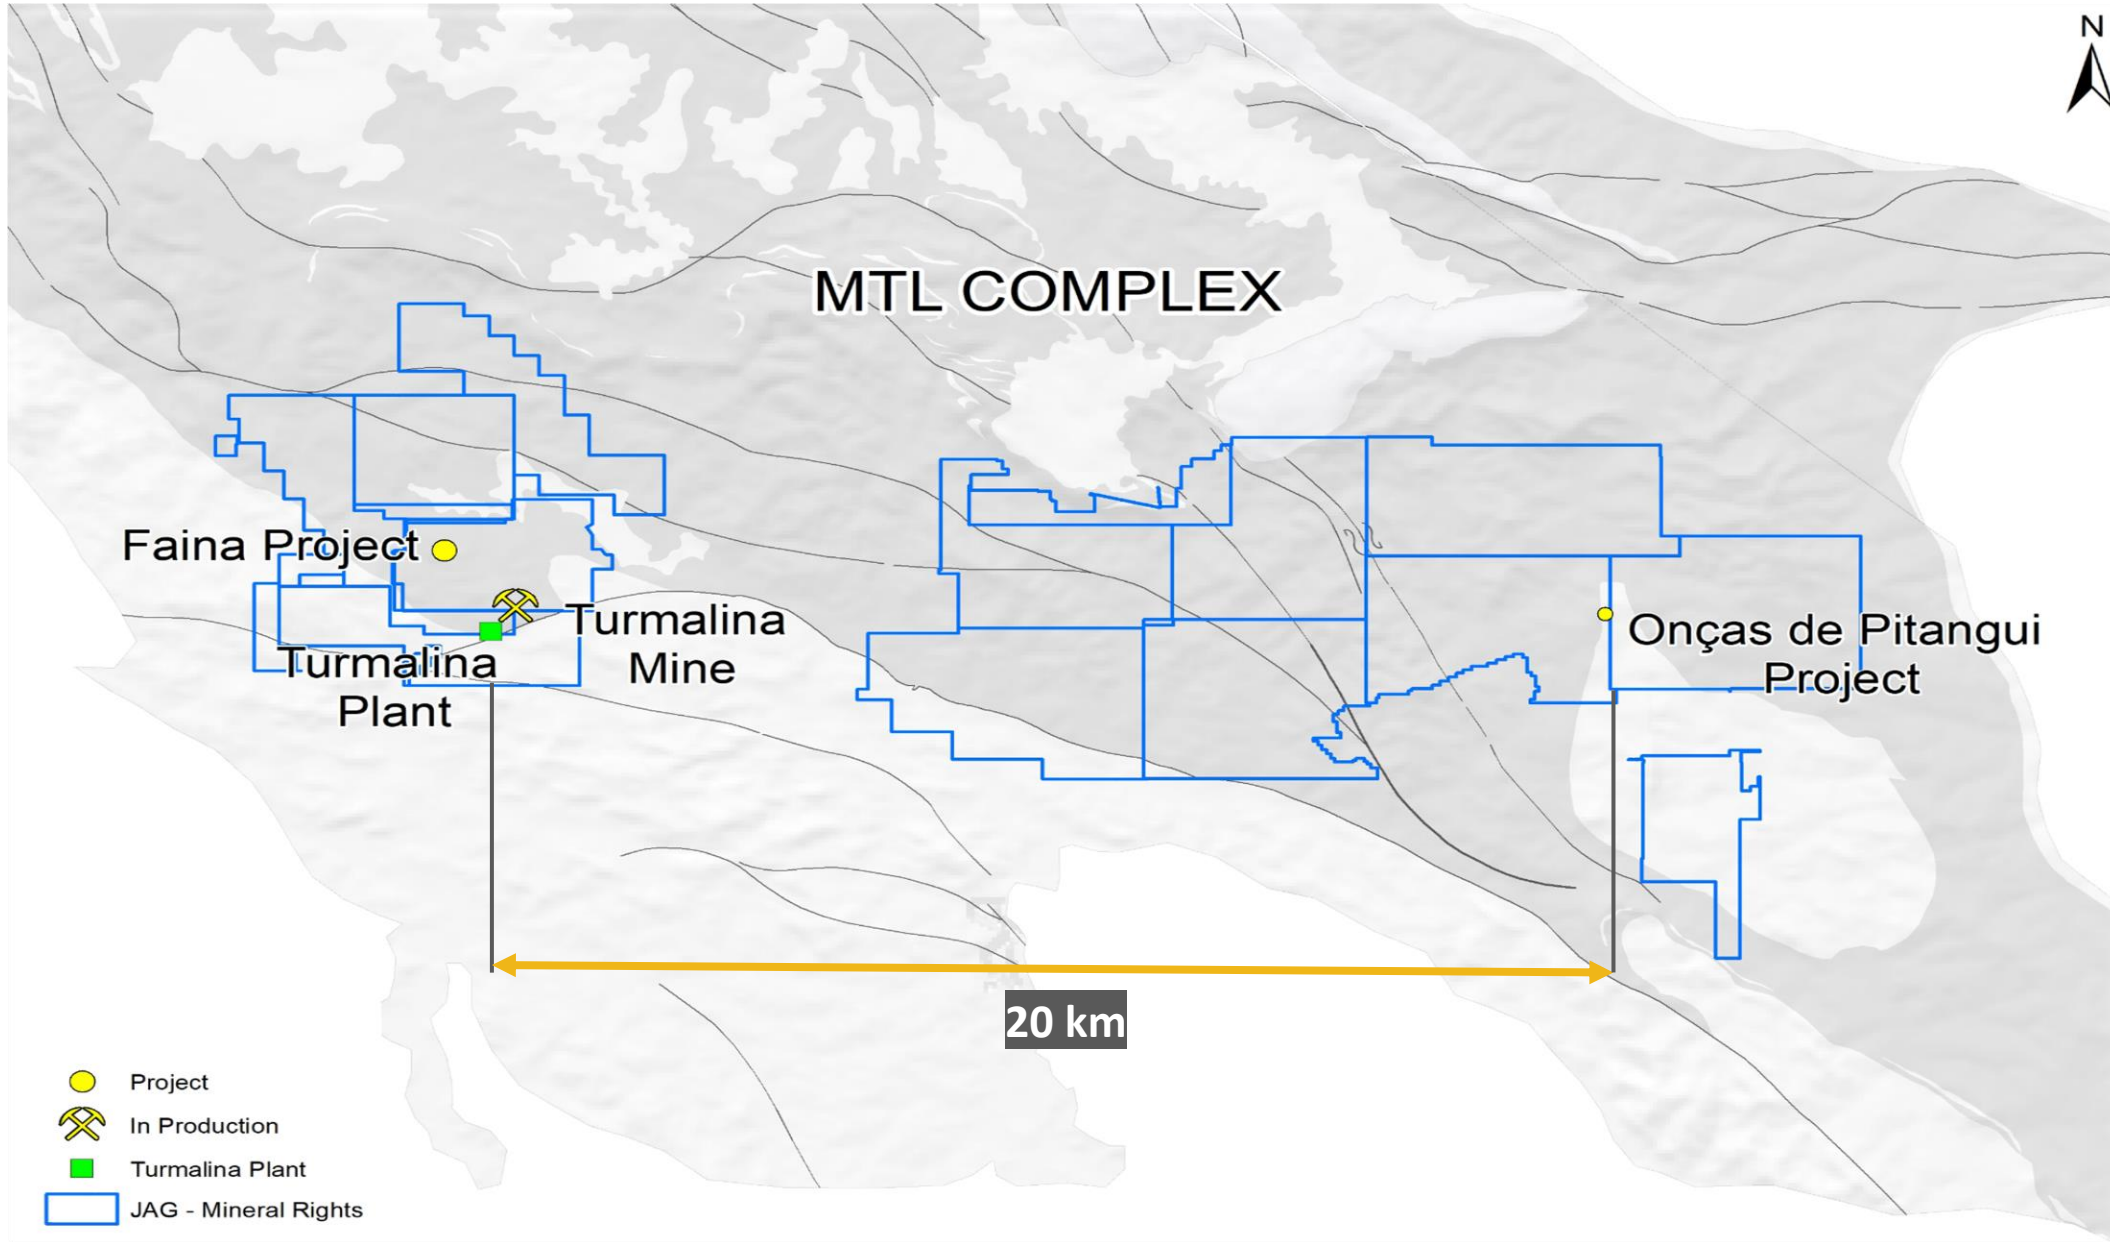 N
MTL COMPLEX
Faina Project
Turmalina
Mine
Turmalina
Plant
Onças de Pitangui
Project
20 km
Project
In Production
Turmalina Plant
JAG - Mineral Rights